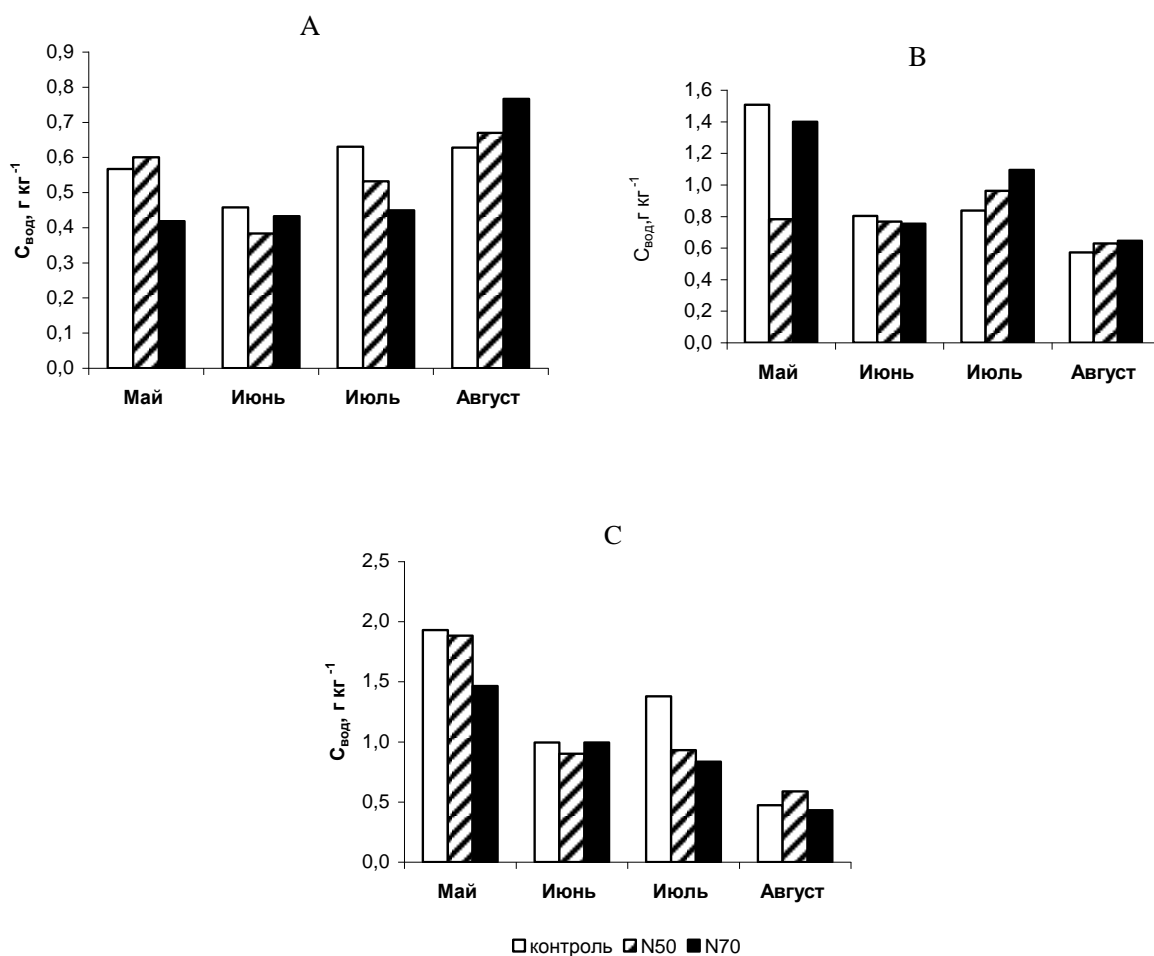 A
0,9
0,8
0,7
0,6
0,5
0,4
0,3
0,2
0,1
0,0
Cвод, г кг -1
Май Июнь Июль Август
B
1,6
1,4
1,2
1,0
0,8
0,6
0,4
0,2
0,0
Cвод,г кг -1
Май Июнь Июль Август
C
2,5
2,0
1,5
1,0
0,5
0,0
Cвод, г кг -1
Май Июнь Июль Август
контроль N50 N70